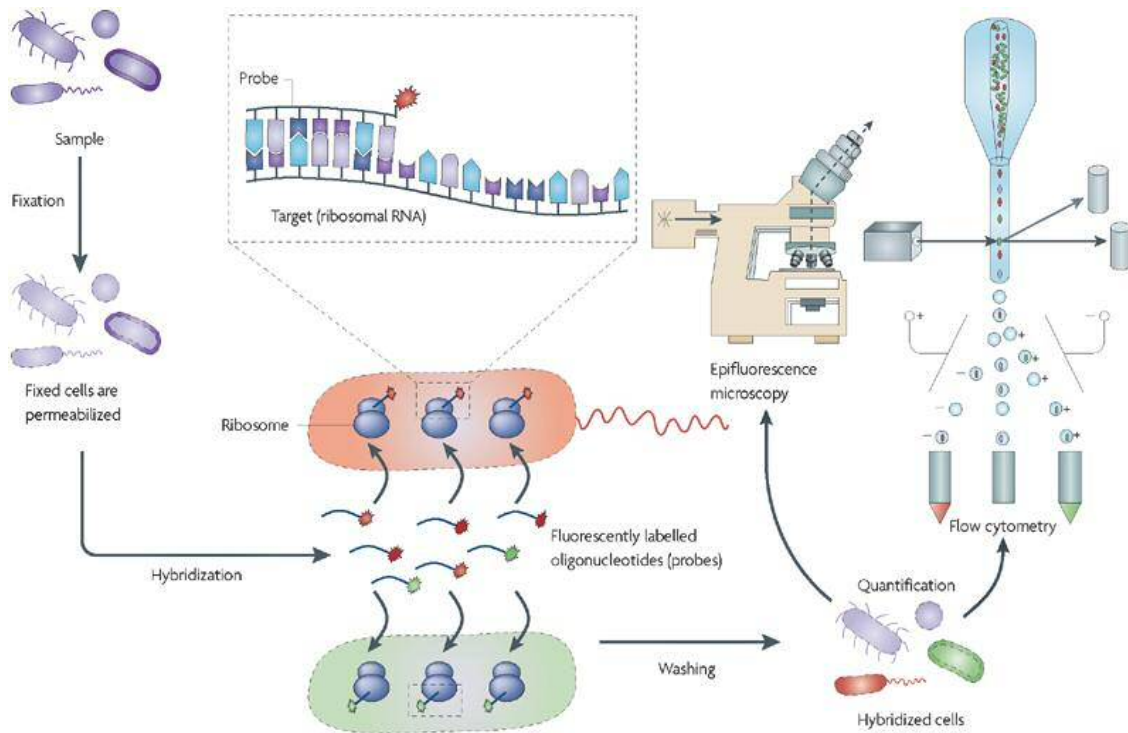 Sample
Fixation
Fixed cells are
permeabilized
Hybridization
Probe
Target (ribosomal RNA)
Ribosome
Fluorescently labelled
oligonucleotides (probes)
Washing
Epifluorescence
microscopy
+
−
−
+
+
+
−
+
−
+
Flow cytometry
Quantification
Hybridized cells